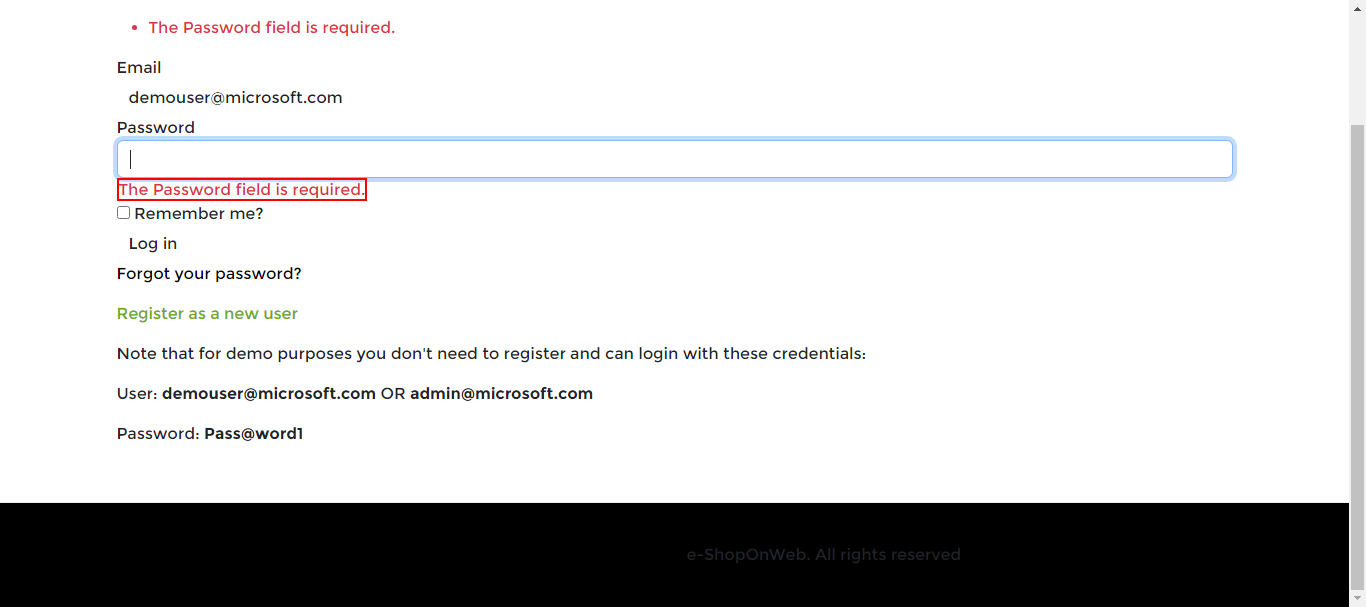 The Password field is required.
Email
demouser@microsoft.com
Password
The Password field is required.
Remember me?
Log in
Forgot your password?
Register as a new user
Note that for demo purposes you don't need to register and can login with these credentials:
User: demouser@microsoft.com OR admin@microsoft.com
Password: Pass@word1
e-ShopOnWeb. All rights reserved